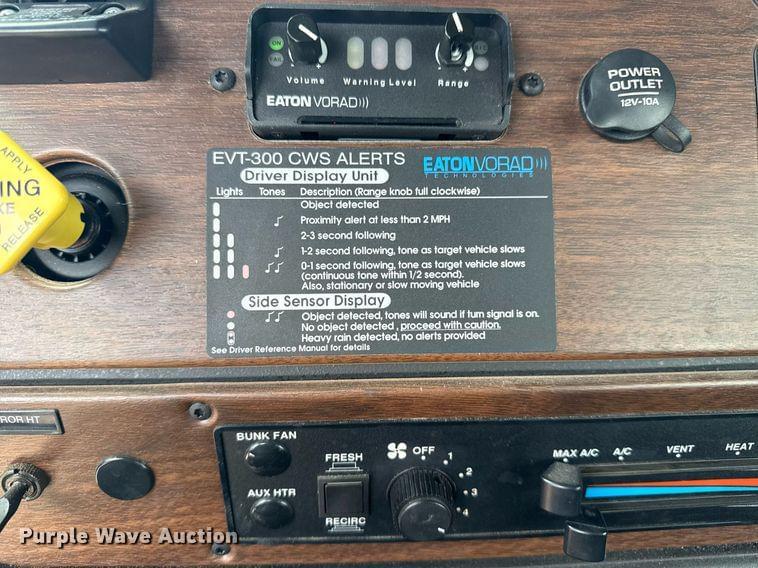 ON
FAIL
Volume
Warning Level
Range
EATON VORAD
POWER
OUTLET
12V-10A
APPLY
RELEASE
EVT-300 CWS ALERTS
EATON VORAD
TECHNOLOGIES
Driver Display Unit
Lights Tones Description (Range knob full clockwise)
Object detected
Proximity alert at less than 2 MPH
2-3 second following
1-2 second following, tone as target vehicle slows
0-1 second following, tone as target vehicle slows
(continuous tone within 1/2 second).
Also, stationary or slow moving vehicle
Side Sensor Display
Object detected, tones will sound if turn signal is on.
No object detected, proceed with caution.
Heavy rain detected, no alerts provided
See Driver Reference Manual for details
ROR HT
BUNK FAN
AUX HTR
FRESH
RECIRC
OFF
1
2
3
4
MAX A/C A/C VENT HEAT
Purple Wave Auction